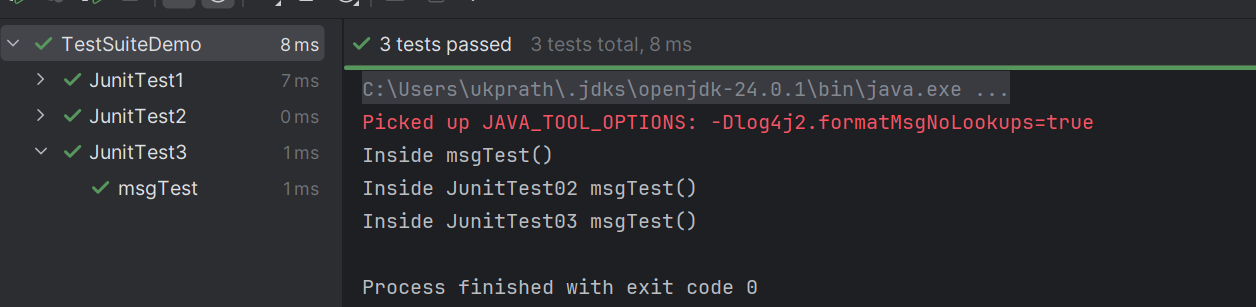 TestSuiteDemo 8 ms
JunitTest1 7 ms
JunitTest2 0 ms
JunitTest3 1 ms
msgTest 1 ms
3 tests passed 3 tests total, 8 ms
C:\Users\ukprath\.jdks\openjdk-24.0.1\bin\java.exe ...
Picked up JAVA_TOOL_OPTIONS: -Dlog4j2.formatMsgNoLookups=true
Inside msgTest()
Inside JunitTest02 msgTest()
Inside JunitTest03 msgTest()
Process finished with exit code 0